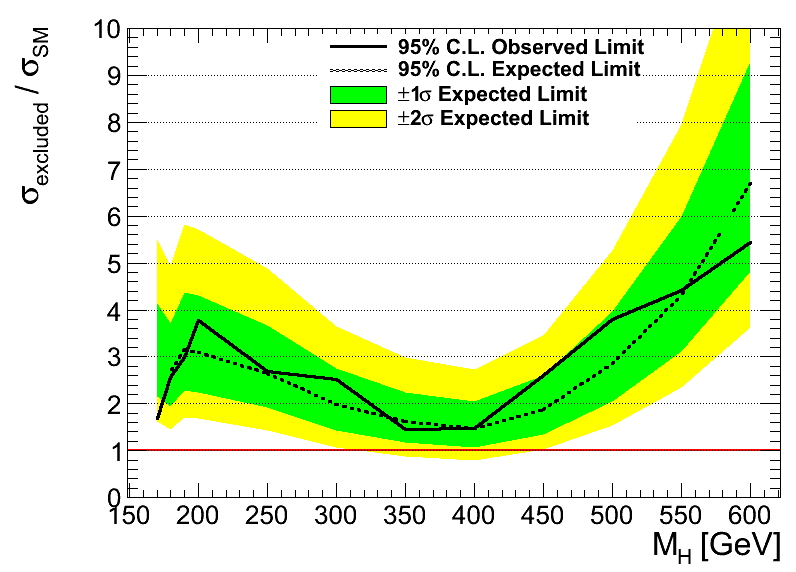 σexcluded / σSM
10
9
8
7
6
5
4
3
2
1
0
95% C.L. Observed Limit
95% C.L. Expected Limit
±1σ Expected Limit
±2σ Expected Limit
150 200 250 300 350 400 450 500 550 600
MH [GeV]